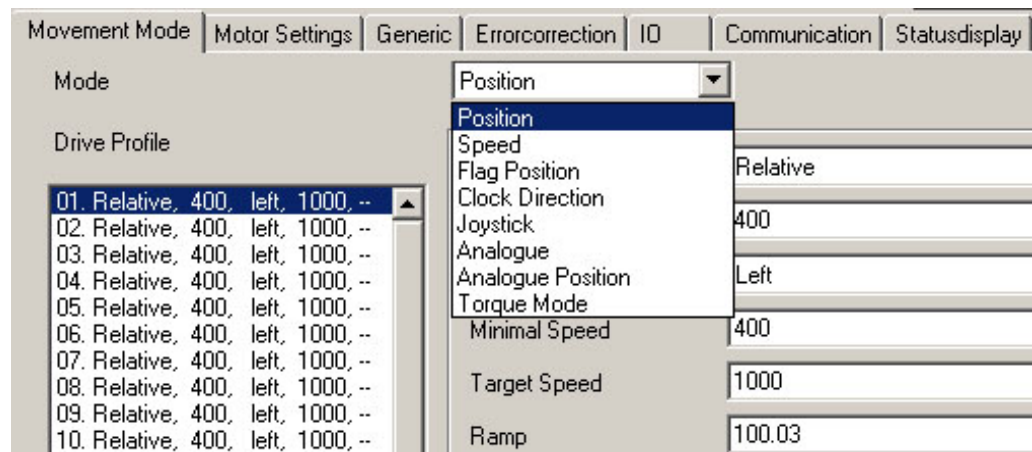 Movement Mode
Motor Settings
Generic
Errorcorrection
IO
Communication
Statusdisplay
Mode
Position
Position
Speed
Flag Position
Clock Direction
Joystick
Analogue
Analogue Position
Torque Mode
Drive Profile
01. Relative, 400, left, 1000, --
02. Relative, 400, left, 1000, --
03. Relative, 400, left, 1000, --
04. Relative, 400, left, 1000, --
05. Relative, 400, left, 1000, --
06. Relative, 400, left, 1000, --
07. Relative, 400, left, 1000, --
08. Relative, 400, left, 1000, --
09. Relative, 400, left, 1000, --
10. Relative, 400, left, 1000, --
Relative
400
Left
Minimal Speed
400
Target Speed
1000
Ramp
100.03